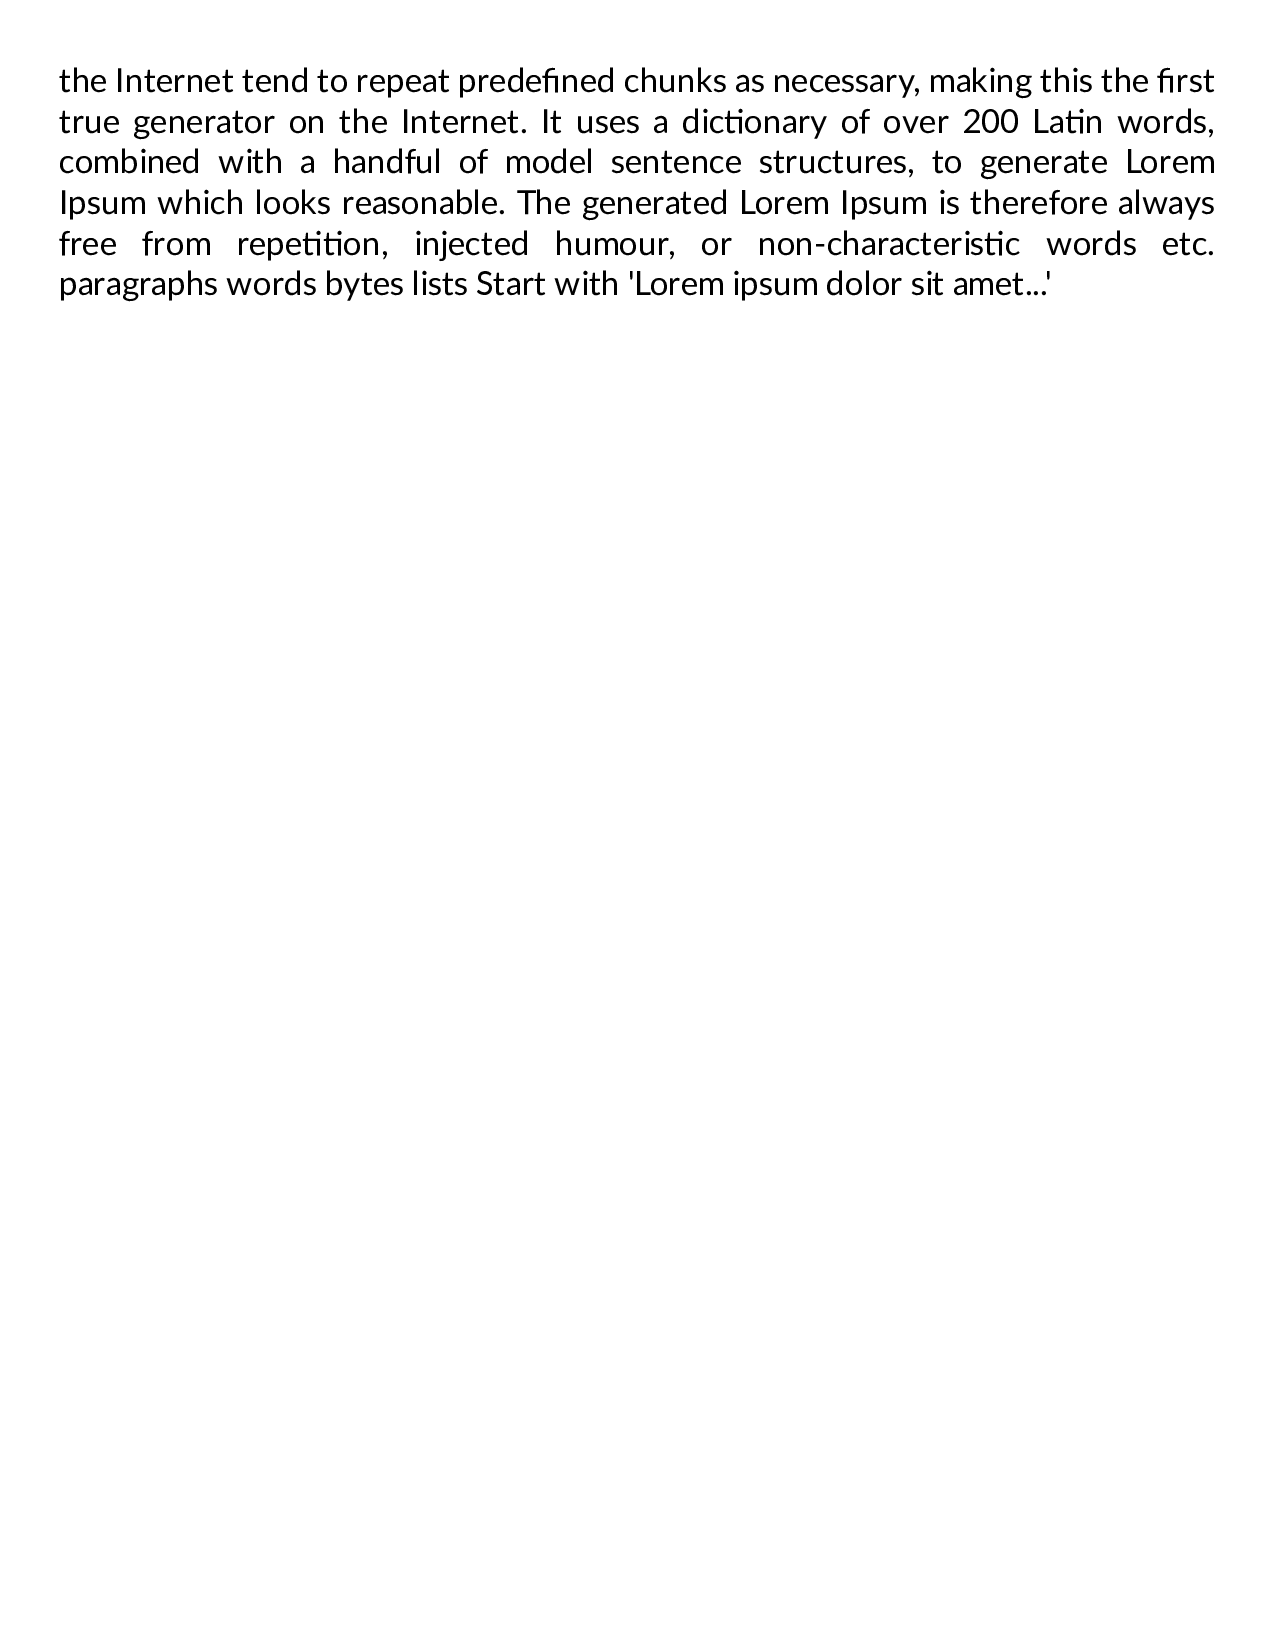 the Internet tend to repeat predefined chunks as necessary, making this the first
true generator on the Internet. It uses a dictionary of over 200 Latin words,
combined with a handful of model sentence structures, to generate Lorem
Ipsum which looks reasonable. The generated Lorem Ipsum is therefore always
free from repetition, injected humour, or non-characteristic words etc.
paragraphs words bytes lists Start with 'Lorem ipsum dolor sit amet...'